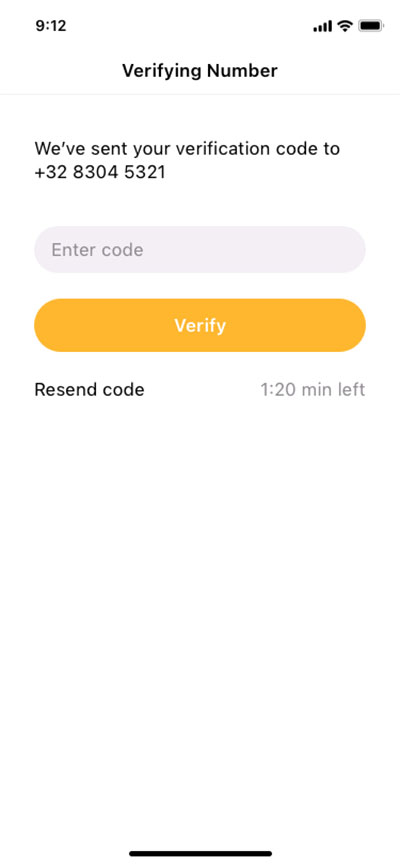 9:12
Verifying Number
We’ve sent your verification code to
+32 8304 5321
Enter code
Verify
Resend code 1:20 min left